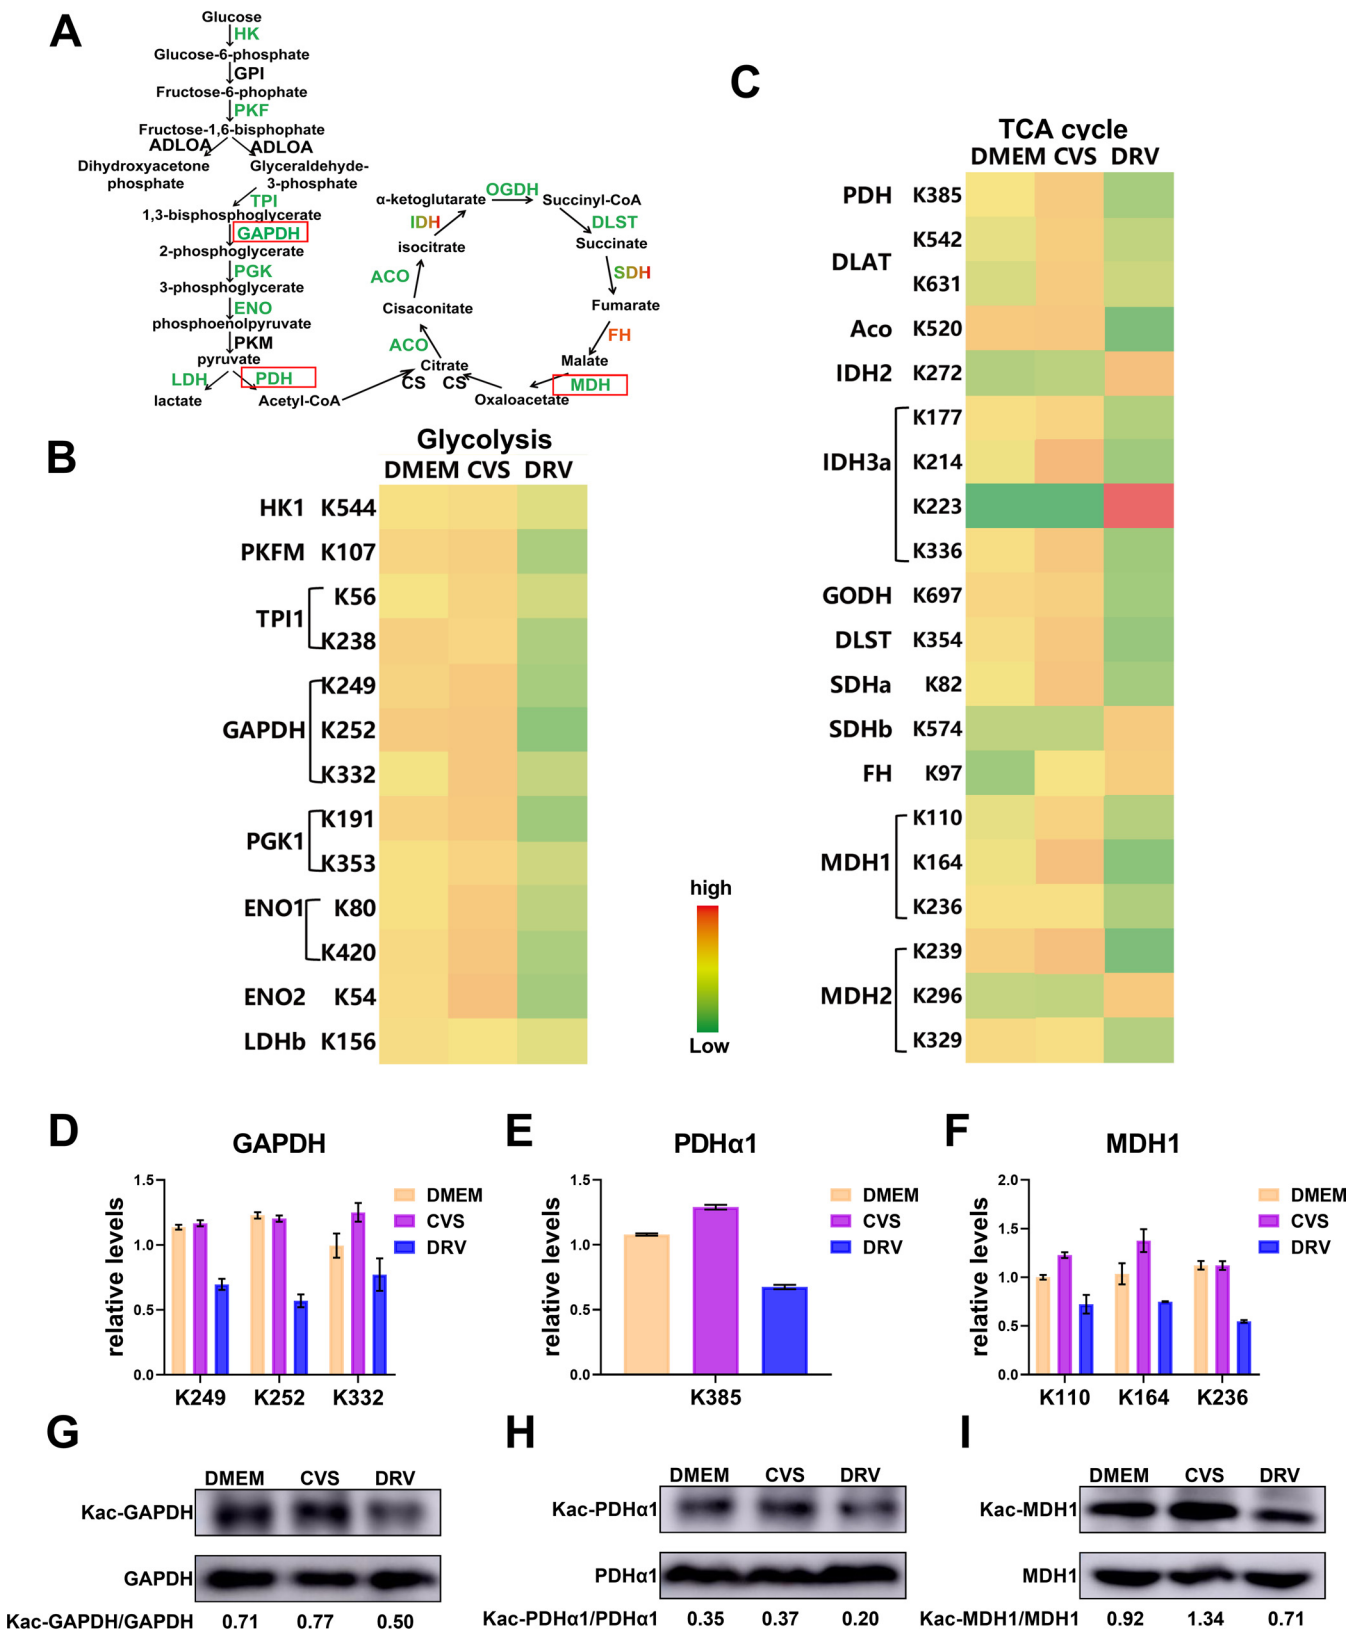 A
Glucose
HK
Glucose-6-phosphate
GPI
Fructose-6-phophate
PKF
Fructose-1,6-bisphophate
ADLOA ADLOA
Dihydroxyacetone phosphate
Glyceraldehyde-3-phosphate
TPI
1,3-bisphosphoglycerate
GAPDH
2-phosphoglycerate
PGK
3-phosphoglycerate
ENO
phosphoenolpyruvate
PKM
pyruvate
LDH PDH
lactate Acetyl-CoA
α-ketoglutarate OGDH Succinyl-CoA
IDH DLST
isocitrate Succinate
ACO SDH
Cisaconitate Fumarate
ACO FH
Citrate Malate
CS CS MDH
Oxaloacetate
B
Glycolysis
DMEM CVS DRV
HK1 K544
PKFM K107
TPI1 K56
K238
GAPDH K249
K252
K332
PGK1 K191
K353
ENO1 K80
K420
ENO2 K54
LDHb K156
high
Low
C
TCA cycle
DMEM CVS DRV
PDH K385
DLAT K542
K631
Aco K520
IDH2 K272
IDH3a K177
K214
K223
K336
GODH K697
DLST K354
SDHa K82
SDHb K574
FH K97
MDH1 K110
K164
K236
MDH2 K239
K296
K329
D
GAPDH
relative levels
1.5
1.0
0.5
0.0
K249 K252 K332
DMEM
CVS
DRV
E
PDHα1
relative levels
1.5
1.0
0.5
0.0
K385
DMEM
CVS
DRV
F
MDH1
relative levels
2.0
1.5
1.0
0.5
0.0
K110 K164 K236
DMEM
CVS
DRV
G
DMEM CVS DRV
Kac-GAPDH
GAPDH
Kac-GAPDH/GAPDH 0.71 0.77 0.50
H
DMEM CVS DRV
Kac-PDHα1
PDHα1
Kac-PDHα1/PDHα1 0.35 0.37 0.20
I
DMEM CVS DRV
Kac-MDH1
MDH1
Kac-MDH1/MDH1 0.92 1.34 0.71